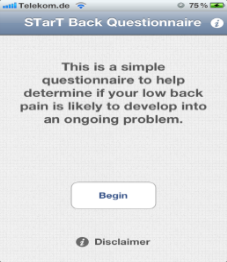 Telekom.de 75%
STarT Back Questionnaire
This is a simple
questionnaire to help
determine if your low back
pain is likely to develop into
an ongoing problem.
Begin
Disclaimer